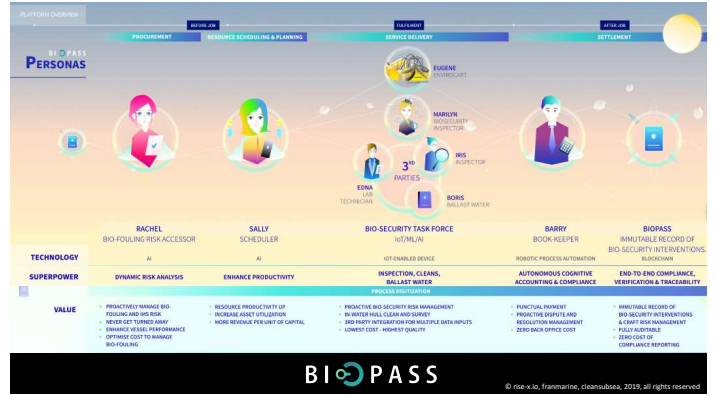 PLATFORM OVERVIEW
BEFORE JOB
FULFILMENT
AFTER JOB
PROCUREMENT
RESOURCE SCHEDULING & PLANNING
SERVICE DELIVERY
SETTLEMENT
BIOPASS
PERSONAS
EUGENE
ENVIROCART
MARILYN
BIOSECURITY
INSPECTOR
IRIS
INSPECTOR
3RD
PARTIES
EDNA
LAB
TECHNICIAN
BORIS
BALLAST WATER
RACHEL
BIO-FOULING RISK ACCESSOR
SALLY
SCHEDULER
BIO-SECURITY TASK FORCE
IoT/ML/AI
BARRY
BOOK-KEEPER
BIOPASS
IMMUTABLE RECORD OF
BIO-SECURITY INTERVENTIONS.
TECHNOLOGY
AI
AI
IOT-ENABLED DEVICE
ROBOTIC PROCESS AUTOMATION
BLOCKCHAIN
SUPERPOWER
DYNAMIC RISK ANALYSIS
ENHANCE PRODUCTIVITY
INSPECTION, CLEANS,
BALLAST WATER
AUTONOMOUS COGNITIVE
ACCOUNTING & COMPLIANCE
END-TO-END COMPLIANCE,
VERIFICATION & TRACEABILITY
PROCESS DIGITIZATION
VALUE
PROACTIVELY MANAGE BIO-
FOULING AND IMS RISK
NEVER GET TURNED AWAY
ENHANCE VESSEL PERFORMANCE
OPTIMISE COST TO MANAGE
BIO-FOULING
RESOURCE PRODUCTIVITY UP
INCREASE ASSET UTILIZATION
MORE REVENUE PER UNIT OF CAPITAL
PROACTIVE BIO-SECURITY RISK MANAGEMENT
IN-WATER HULL CLEAN AND SURVEY
3RD PARTY INTEGRATION FOR MULTIPLE DATA INPUTS
LOWEST COST - HIGHEST QUALITY
PUNCTUAL PAYMENT
PROACTIVE DISPUTE AND
RESOLUTION MANAGEMENT
ZERO BACK OFFICE COST
IMMUTABLE RECORD OF
BIO-SECURITY INTERVENTIONS
& CRAFT RISK MANAGEMENT
FULLY AUDITABLE
ZERO COST OF
COMPLIANCE REPORTING
BIOPASS
© rise-x.io, franmarine, cleansubsea, 2019, all rights reserved